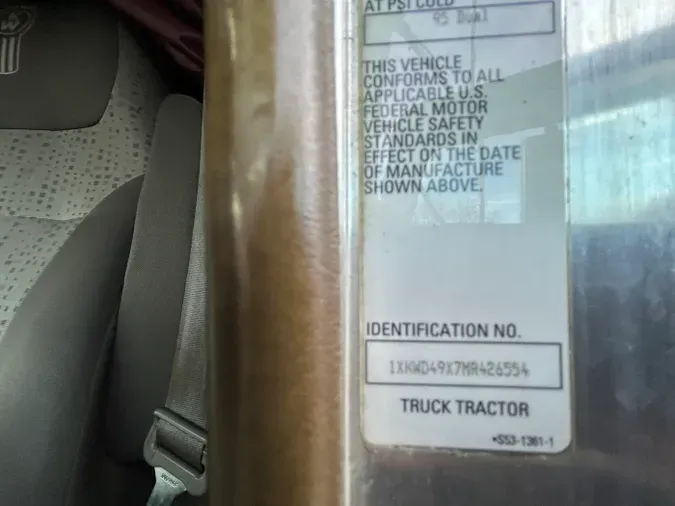 AT PSI COLD
95 Dual
THIS VEHICLE
CONFORMS TO ALL
APPLICABLE U.S.
FEDERAL MOTOR
VEHICLE SAFETY
STANDARDS IN
EFFECT ON THE DATE
OF MANUFACTURE
SHOWN ABOVE.
IDENTIFICATION NO.
1XKWD49X7MR426554
TRUCK TRACTOR
•S53-1361-1